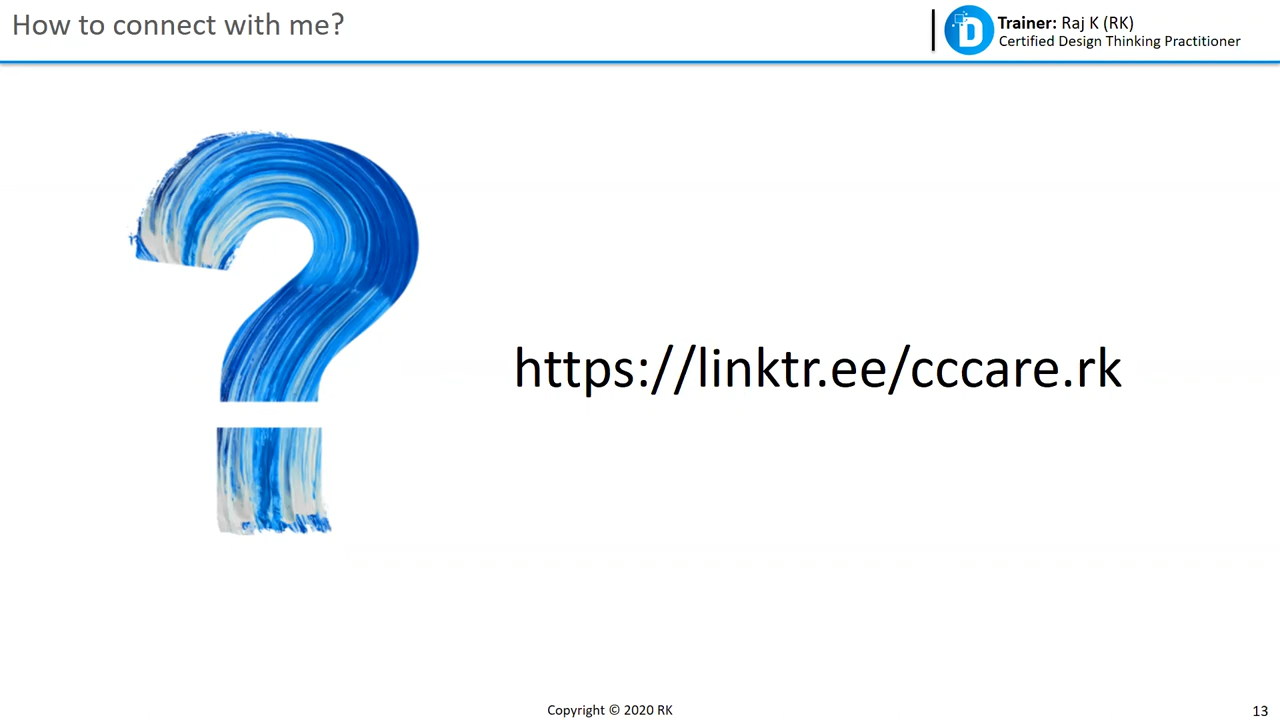 How to connect with me?
Trainer: Raj K (RK)
Certified Design Thinking Practitioner
https://linktr.ee/cccare.rk
Copyright © 2020 RK
13